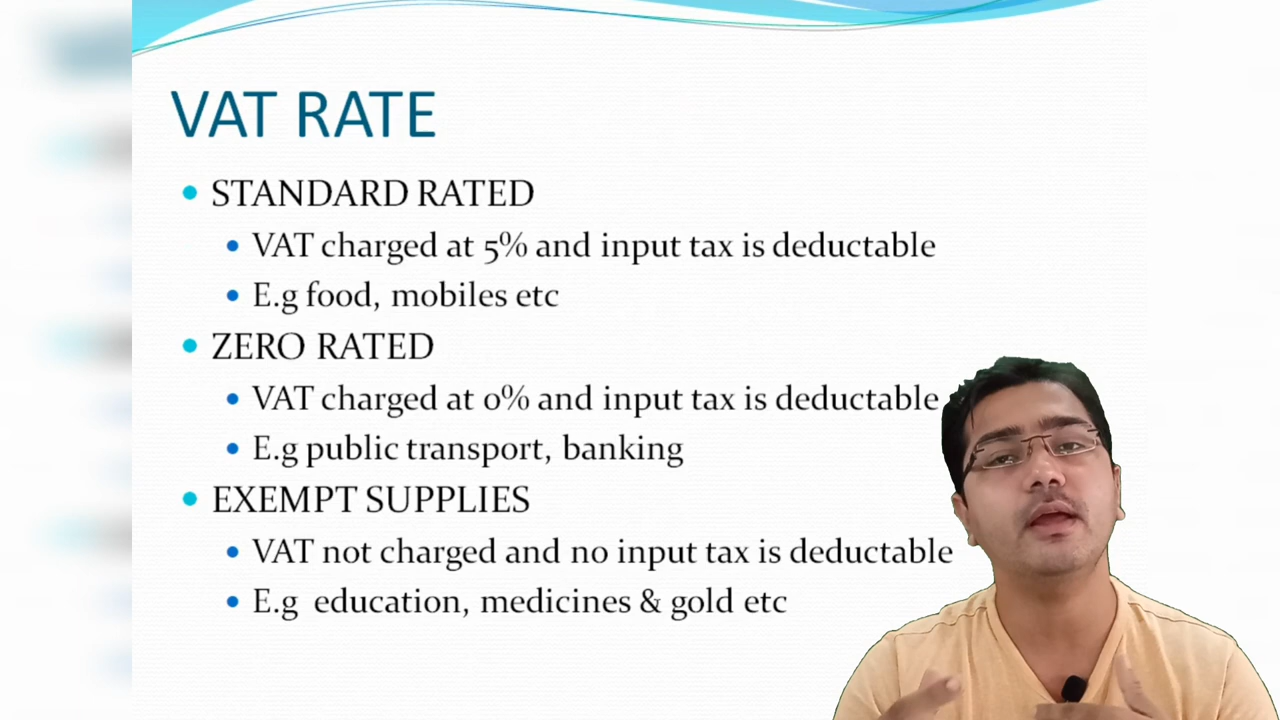 VAT RATE
STANDARD RATED
VAT charged at 5% and input tax is deductable
E.g food, mobiles etc
ZERO RATED
VAT charged at 0% and input tax is deductable
E.g public transport, banking
EXEMPT SUPPLIES
VAT not charged and no input tax is deductable
E.g education, medicines & gold etc